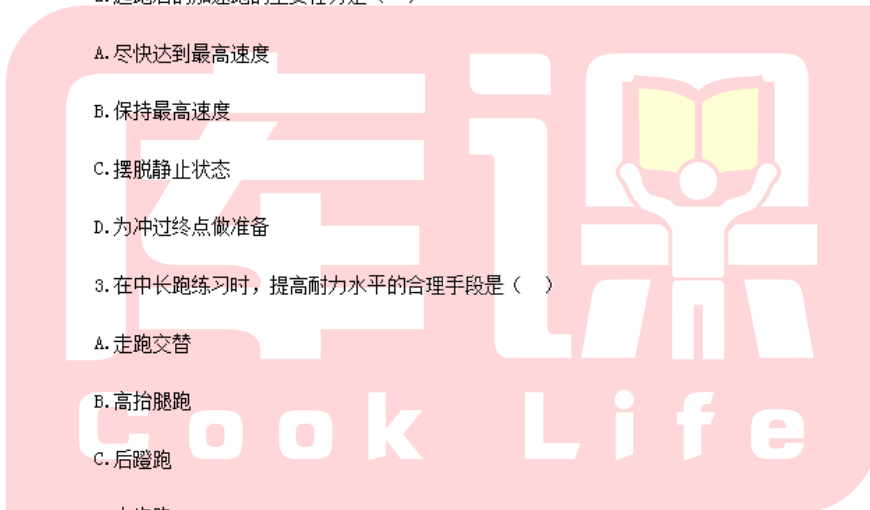 A.尽快达到最高速度
B.保持最高速度
C.摆脱静止状态
D.为冲过终点做准备
3.在中长跑练习时，提高耐力水平的合理手段是（ ）
A.走跑交替
B.高抬腿跑
C.后蹬跑
库课
Cook Life